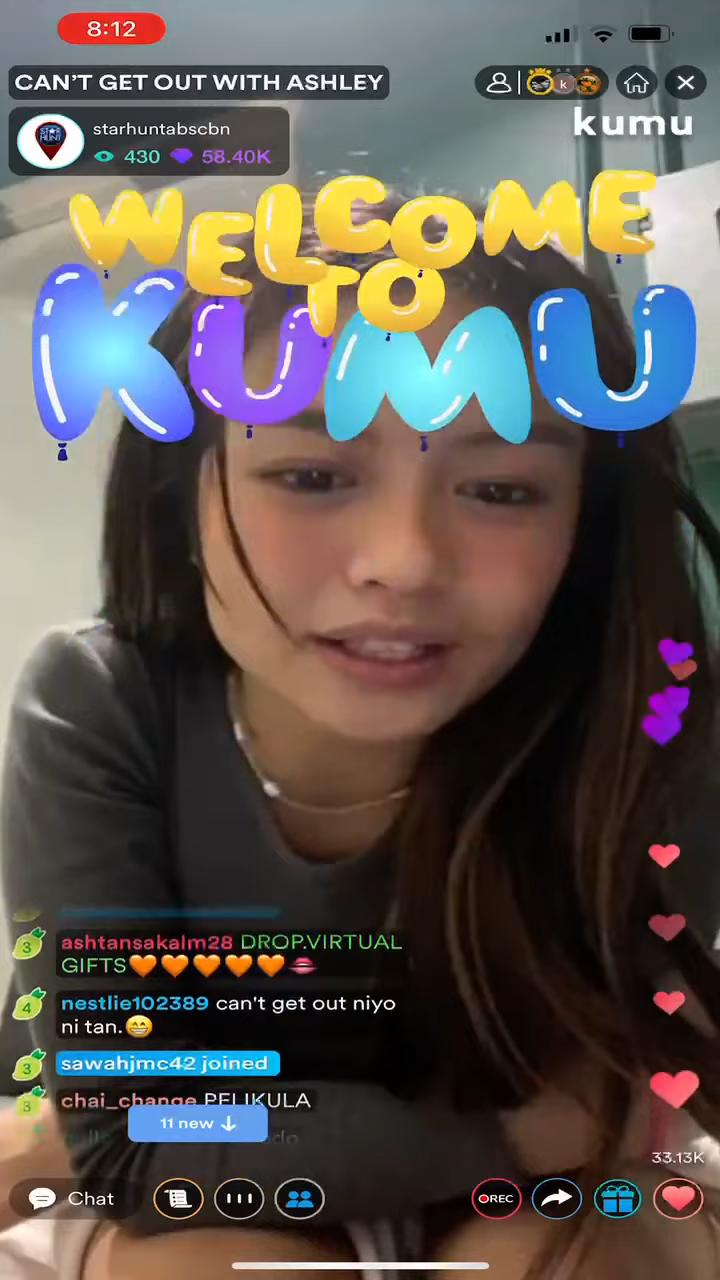 8:12
CAN'T GET OUT WITH ASHLEY
k
starhuntabscbn
430 58.40K
kumu
STAR
HUNT
WELCOME
TO
KUMU
3 ashtansakalm28 DROP.VIRTUAL
GIFTS🧡🧡🧡🧡🧡💋
4 nestlie102389 can't get out niyo
ni tan.😁
3 sawahjmc42 joined
3 chai_change PELIKULA
11 new ↓
33.13K
Chat
REC